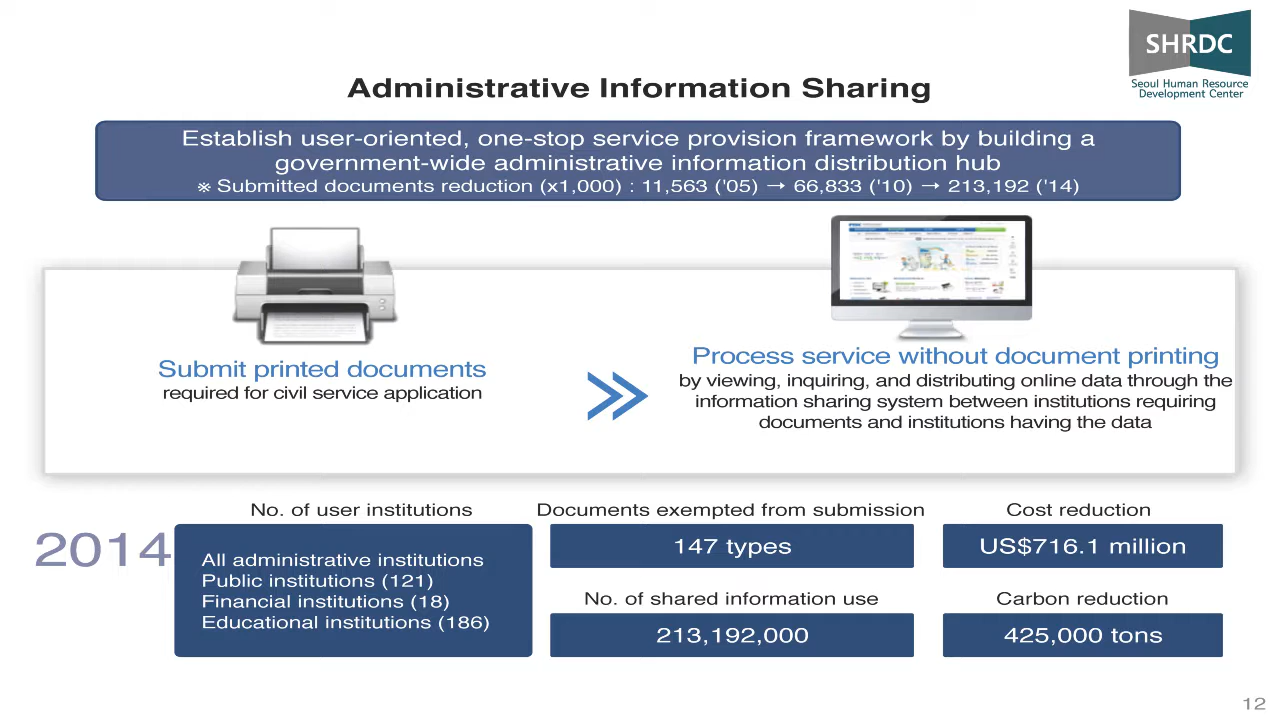 SHRDC
Seoul Human Resource
Development Center
Administrative Information Sharing
Establish user-oriented, one-stop service provision framework by building a
government-wide administrative information distribution hub
※ Submitted documents reduction (x1,000) : 11,563 ('05) → 66,833 ('10) → 213,192 ('14)
Submit printed documents
required for civil service application
Process service without document printing
by viewing, inquiring, and distributing online data through the
information sharing system between institutions requiring
documents and institutions having the data
2014
No. of user institutions
All administrative institutions
Public institutions (121)
Financial institutions (18)
Educational institutions (186)
Documents exempted from submission
147 types
No. of shared information use
213,192,000
Cost reduction
US$716.1 million
Carbon reduction
425,000 tons
12